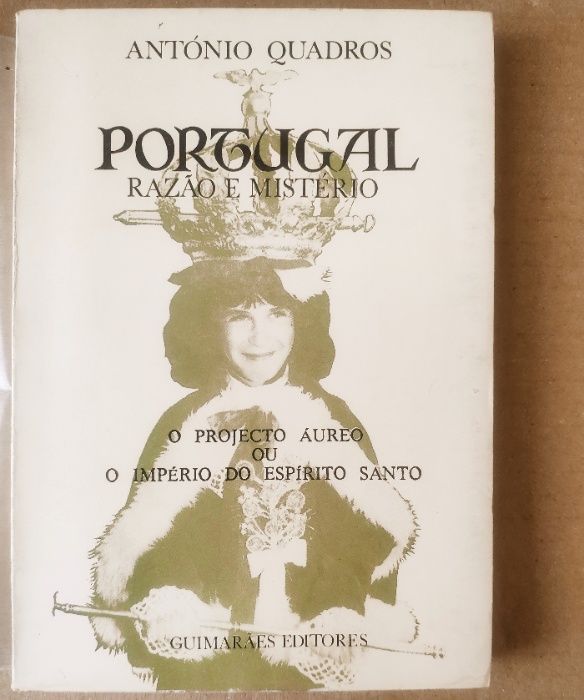 ANTÓNIO QUADROS
PORTUGAL
RAZÃO E MISTÉRIO
O PROJECTO ÁUREO
OU
O IMPÉRIO DO ESPÍRITO SANTO
GUIMARÃES EDITORES